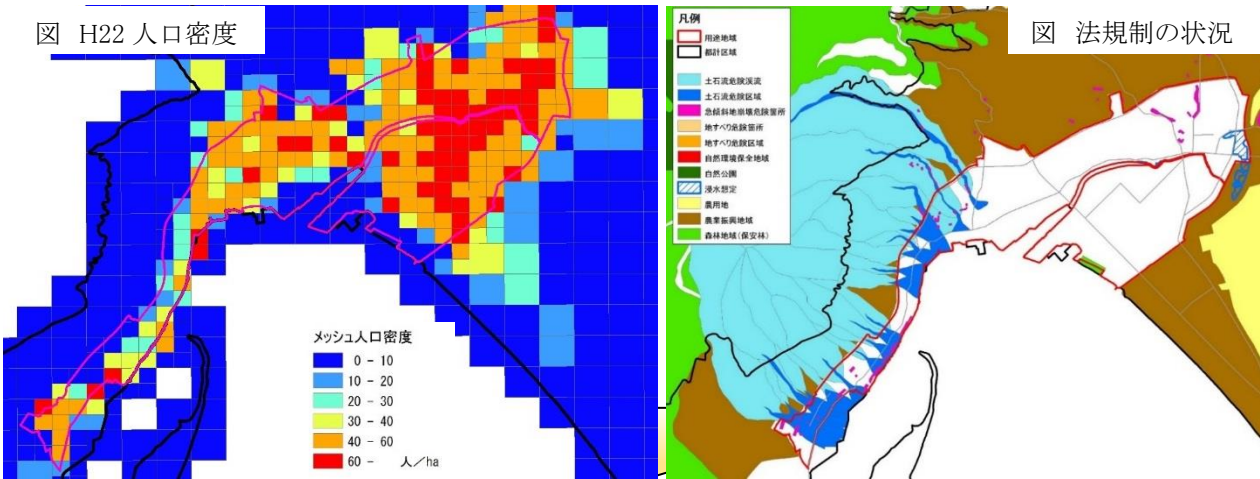 図 H22 人口密度
メッシュ人口密度
0 - 10
10 - 20
20 - 30
30 - 40
40 - 60
60 - 人/ha
図 法規制の状況
凡例
用途地域
都計区域
土石流危険渓流
土石流危険区域
急傾斜地崩壊危険箇所
地すべり危険箇所
地すべり危険区域
自然環境保全地域
自然公園
浸水想定
農用地
農業振興地域
森林地域(保安林)